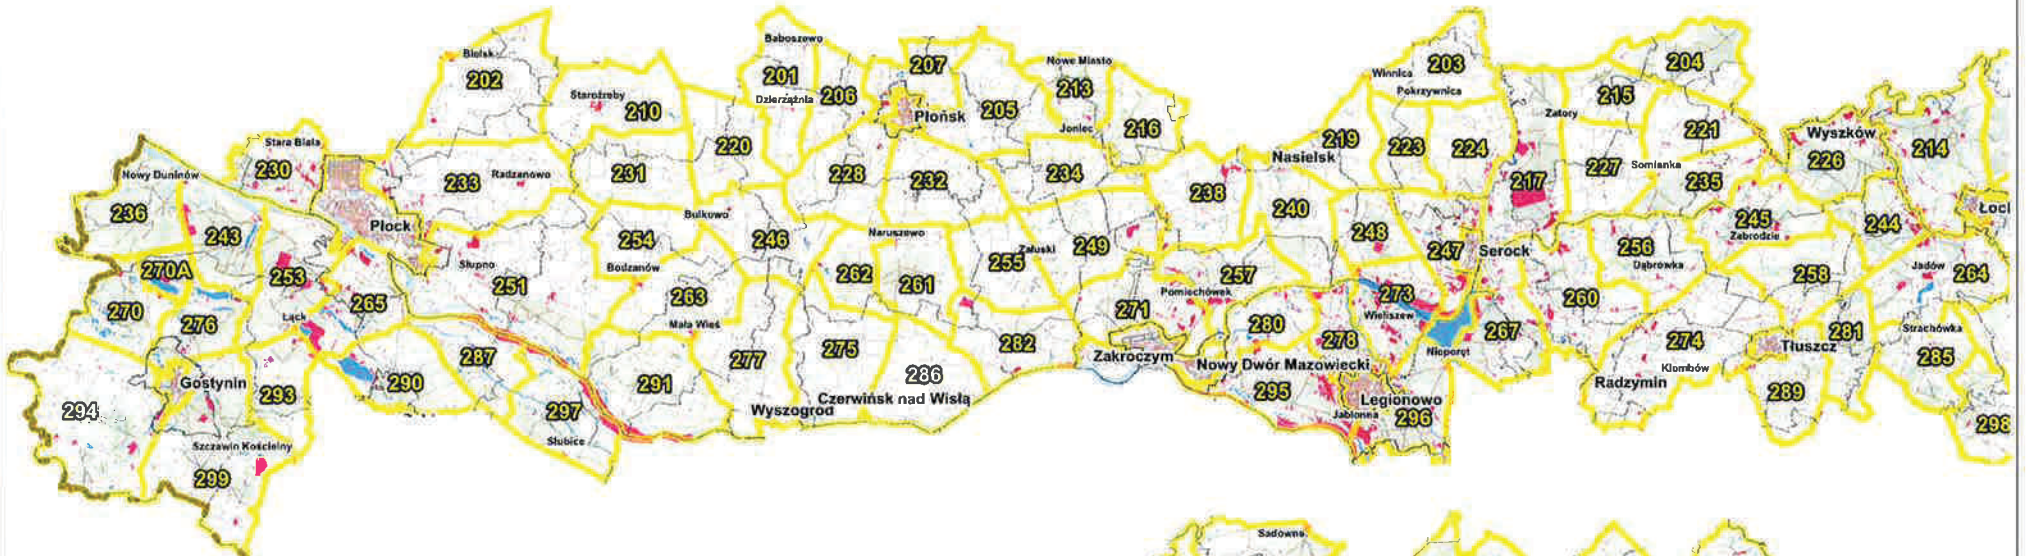 Baboszewo
Bielsk
202
201
207
Nowe Miasto
203
204
Winnica
Pokrzywnica
Staroźreby
210
Dzierzążnia
206
213
205
Płońsk
215
Zatory
Joniec
216
219
221
Wyszków
214
Stara Biała
220
223
224
Nasielsk
226
Nowy Duninów
230
233
Radzanowo
231
228
232
234
217
227
Somianka
235
238
236
Płock
Bulkowo
240
Łoch
243
254
246
Naruszewo
249
248
247
Serock
256
245
Zabrodzie
244
Słupno
Bodzanów
255
Załuski
Dąbrowka
270A
253
251
262
261
257
258
Jadów
264
Pomiechówek
270
276
265
263
273
260
Łąck
Mała Wieś
271
Wieliszew
280
278
267
Strachówka
282
274
281
Tłuszcz
287
277
275
Zakroczym
Nieporęt
285
Nowy Dwór Mazowiecki
Klembów
Gostynin
293
290
291
286
295
Legionowo
Radzymin
289
294
297
Wyszogród
Czerwińsk nad Wisłą
Jabłonna
296
298
Słubice
Szczawin Kościelny
299
Sadowne